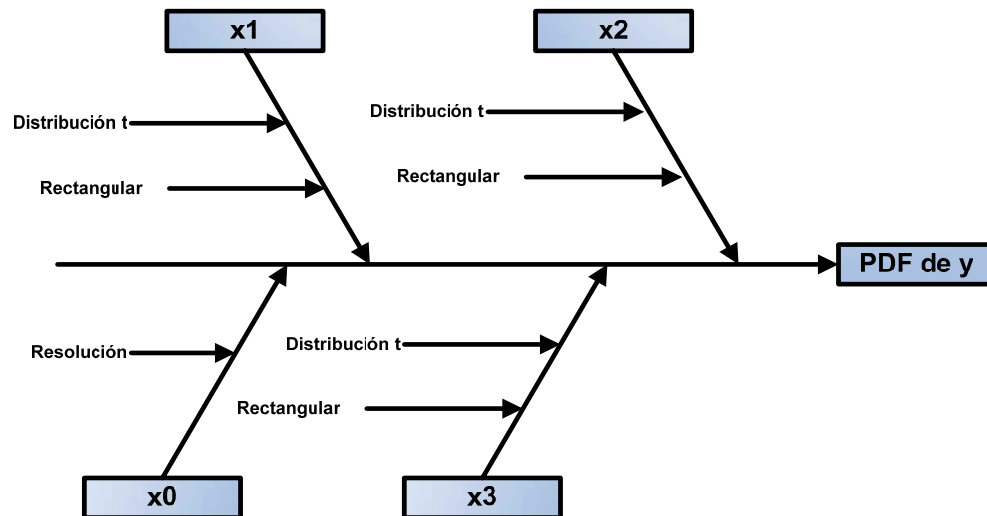 x1
x2
Distribución t
Distribución t
Rectangular
Rectangular
PDF de y
Resolución
Distribución t
Rectangular
x0
x3